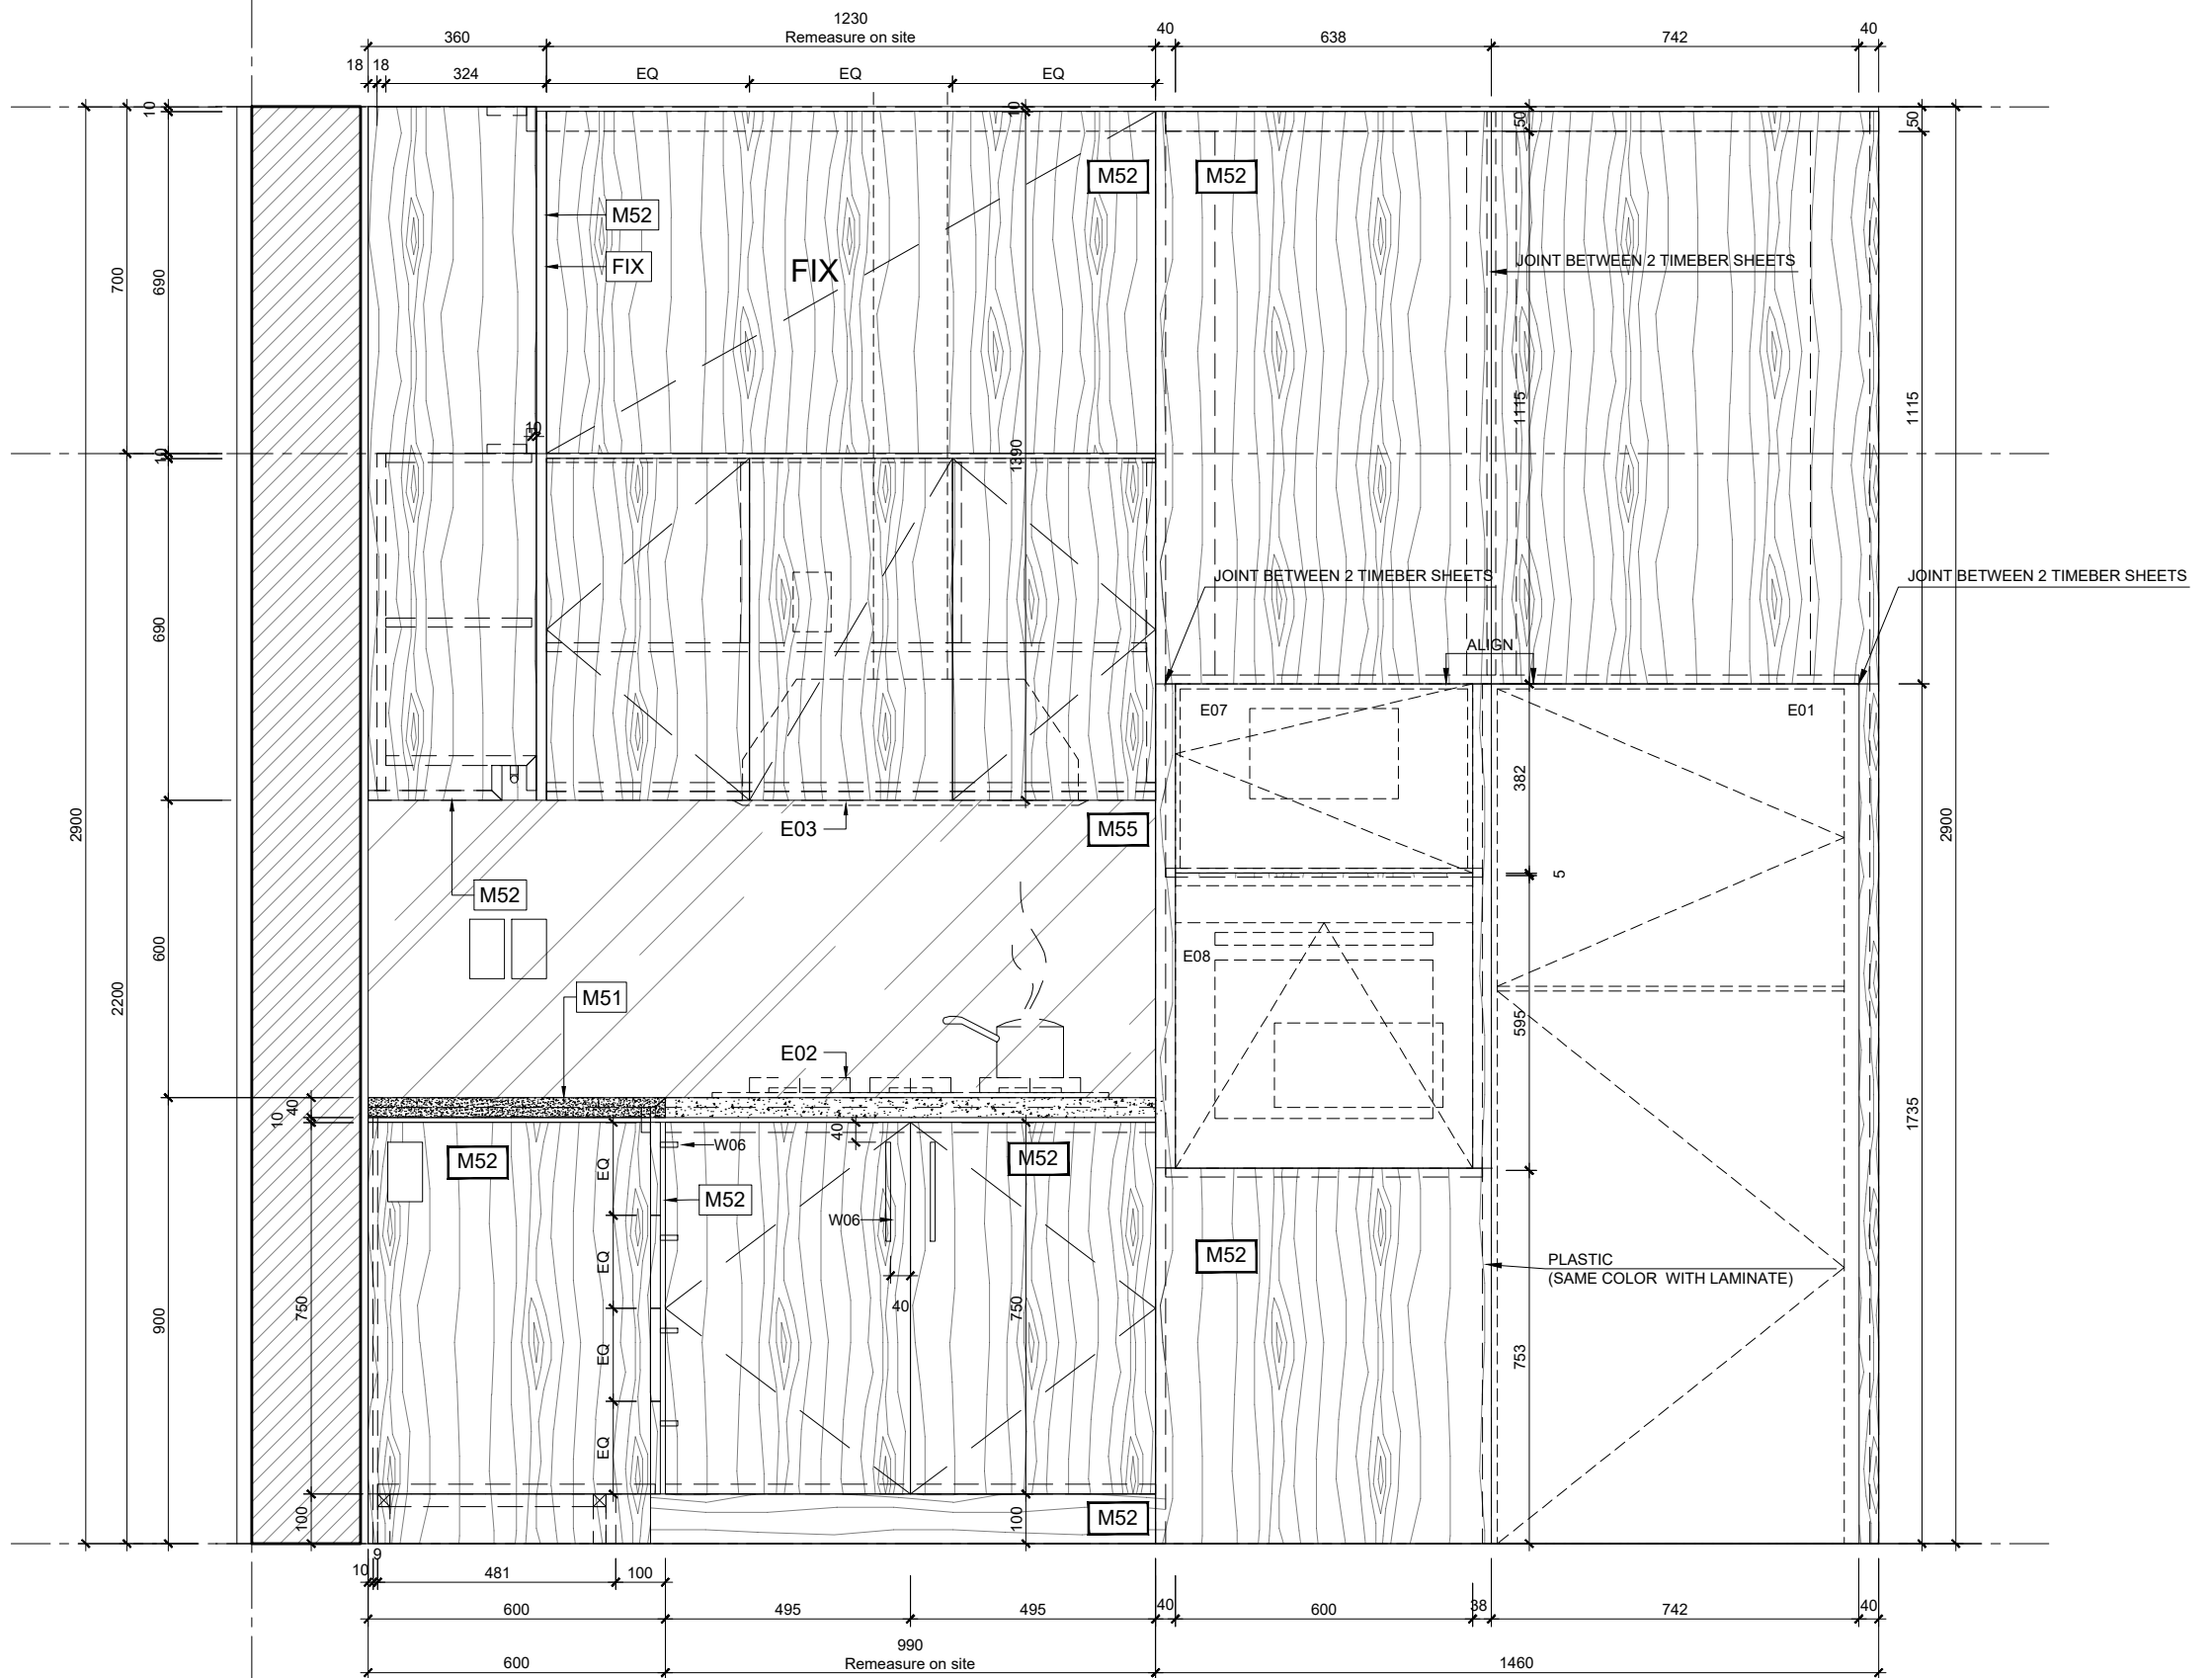 1230
Remeasure on site
360
40
638
742
40
18
18
324
EQ
EQ
EQ
10
10
50
50
M52
M52
M52
FIX
FIX
JOINT BETWEEN 2 TIMEBER SHEETS
700
690
1115
1115
10
10
1390
JOINT BETWEEN 2 TIMEBER SHEETS
JOINT BETWEEN 2 TIMEBER SHEETS
690
ALIGN
E07
E01
382
2900
2900
E03
M55
5
M52
600
E08
2200
M51
595
E02
40
10
1735
40
M52
W06
M52
EQ
M52
W06
EQ
M52
PLASTIC
(SAME COLOR WITH LAMINATE)
40
750
750
900
EQ
753
EQ
100
100
M52
9
10
481
100
600
495
495
40
600
38
742
40
990
600
Remeasure on site
1460